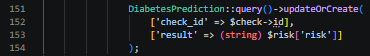 151 DiabetesPrediction::query()->updateOrCreate(
152 ['check_id' => $check->id],
153 ['result' => (string) $risk['risk']]
154 );